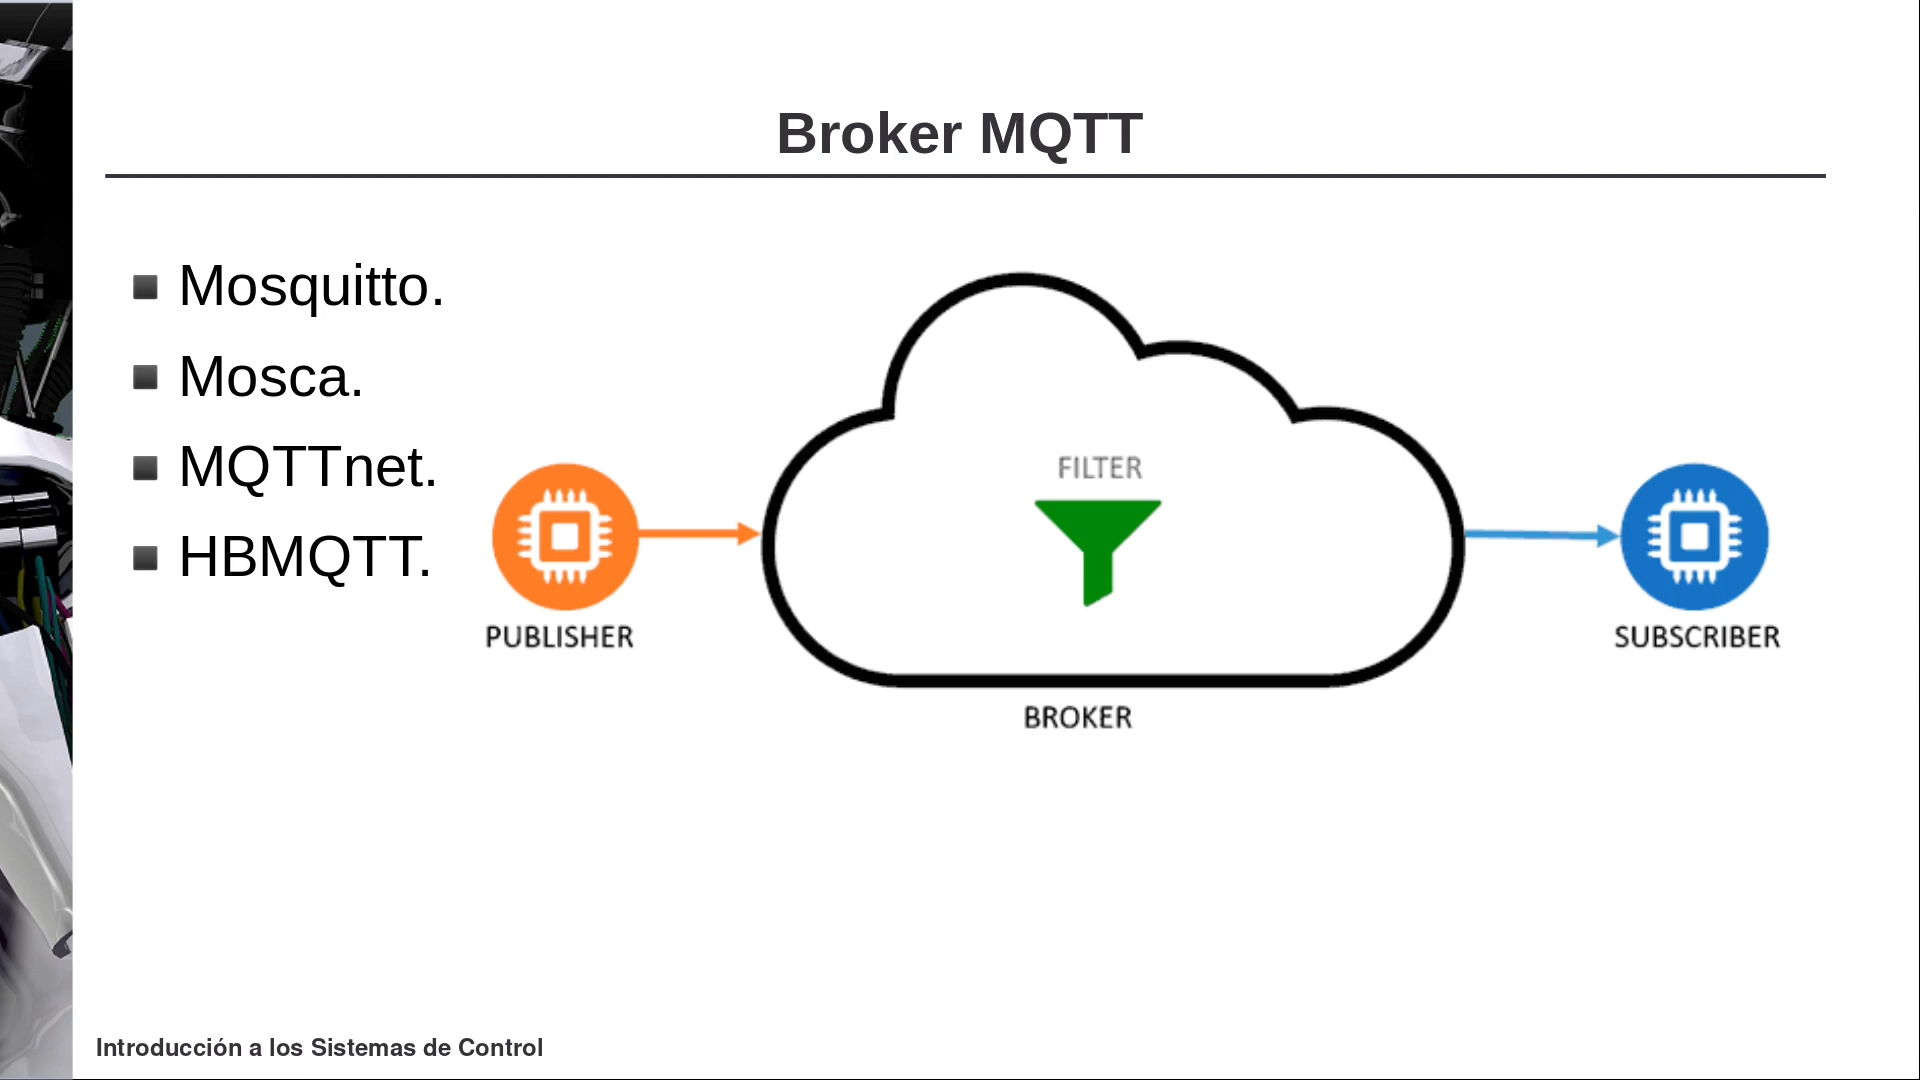 Broker MQTT
Mosquitto.
Mosca.
MQTTnet.
HBMQTT.
FILTER
PUBLISHER
SUBSCRIBER
BROKER
Introducción a los Sistemas de Control